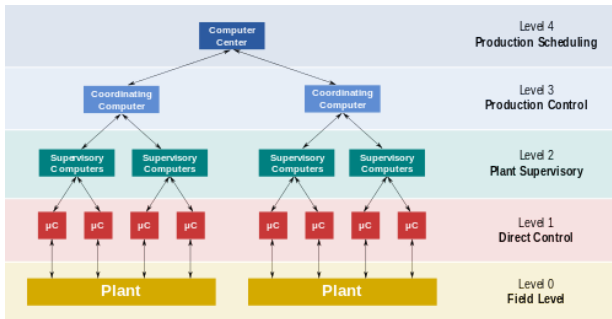 Computer
Center
Level 4
Production Scheduling
Coordinating
Computer
Coordinating
Computer
Level 3
Production Control
Supervisory
Computers
Supervisory
Computers
Supervisory
Computers
Supervisory
Computers
Level 2
Plant Supervisory
µC
µC
µC
µC
µC
µC
µC
µC
Level 1
Direct Control
Plant
Plant
Level 0
Field Level